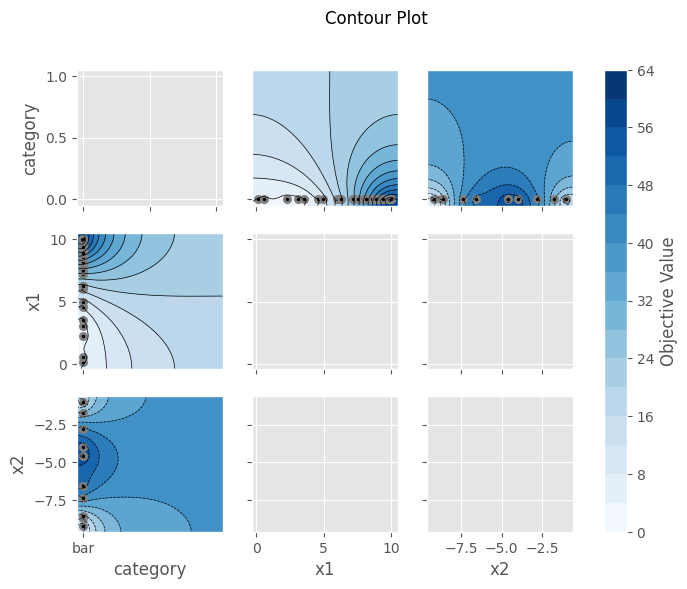 Contour Plot
1.0
0.5
0.0
category
10
5
0
x1
−2.5
−5.0
−7.5
x2
bar
category
0 5 10
x1
−7.5 −5.0 −2.5
x2
64
56
48
40
32
24
16
8
0
Objective Value